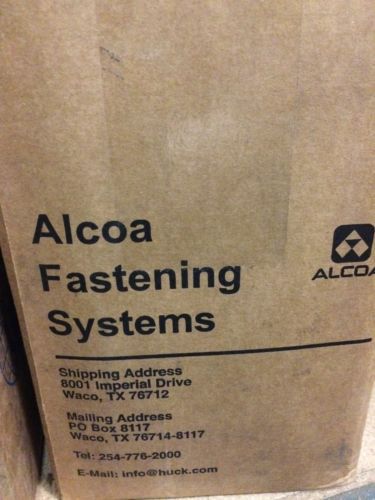 Alcoa
Fastening
Systems
ALCOA
Shipping Address
8001 Imperial Drive
Waco, TX 76712
Mailing Address
PO Box 8117
Waco, TX 76714-8117
Tel: 254-776-2000
E-Mail: info@huck.com